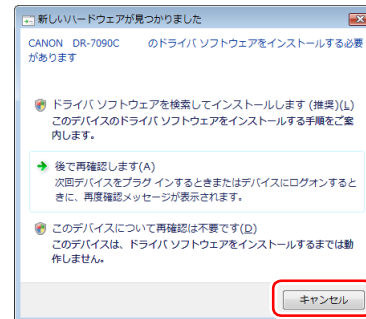 新しいハードウェアが見つかりました
CANON DR-7090C のドライバ ソフトウェアをインストールする必要
があります
ドライバ ソフトウェアを検索してインストールします (推奨)(L)
このデバイスのドライバ ソフトウェアをインストールする手順をご案
内します。
後で再確認します(A)
次回デバイスをプラグ インするときまたはデバイスにログオンすると
きに、再度確認メッセージが表示されます。
このデバイスについて再確認は不要です(D)
このデバイスは、ドライバ ソフトウェアをインストールするまでは動
作しません。
キャンセル